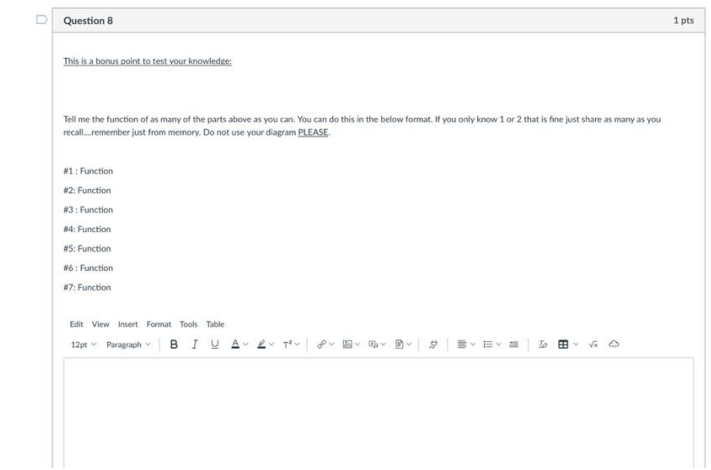 Question 8
1 pts
This is a bonus point to test your knowledge:
Tell me the function of as many of the parts above as you can. You can do this in the below format. If you only know 1 or 2 that is fine just share as many as you
recall....remember just from memory. Do not use your diagram PLEASE.
#1 : Function
#2: Function
#3 : Function
#4: Function
#5: Function
#6 : Function
#7: Function
Edit View Insert Format Tools Table
12pt Paragraph B I U A T²